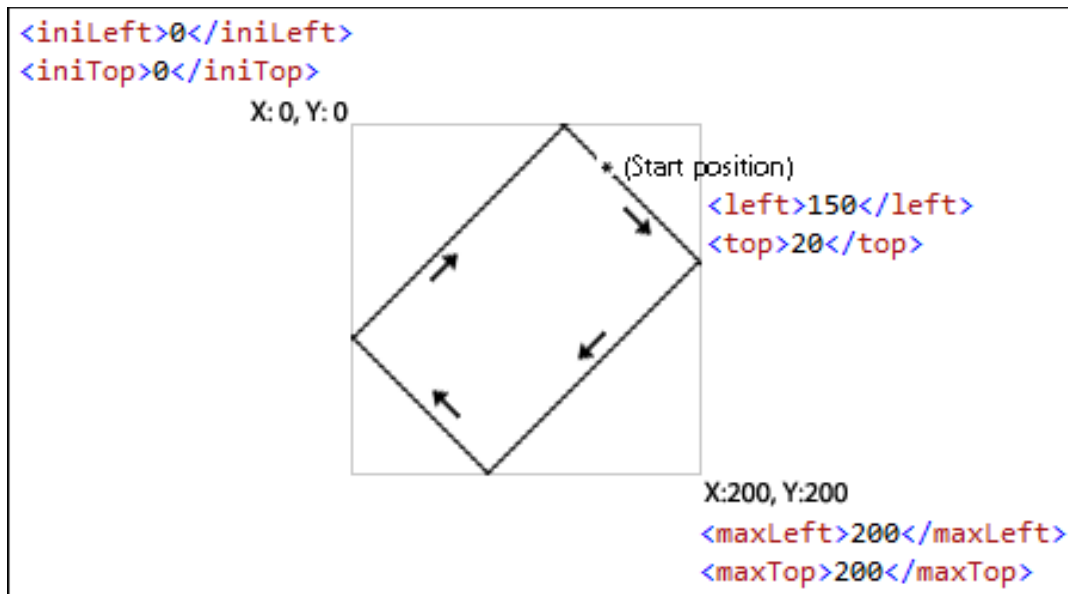 <iniLeft>0</iniLeft>
<iniTop>0</iniTop>
X: 0, Y: 0
(Start position)
<left>150</left>
<top>20</top>
X:200, Y:200
<maxLeft>200</maxLeft>
<maxTop>200</maxTop>